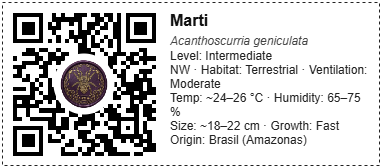 Marti
Acanthoscurria geniculata
Level: Intermediate
NW · Habitat: Terrestrial · Ventilation:
Moderate
Temp: ~24–26 °C · Humidity: 65–75
%
Size: ~18–22 cm · Growth: Fast
Origin: Brasil (Amazonas)